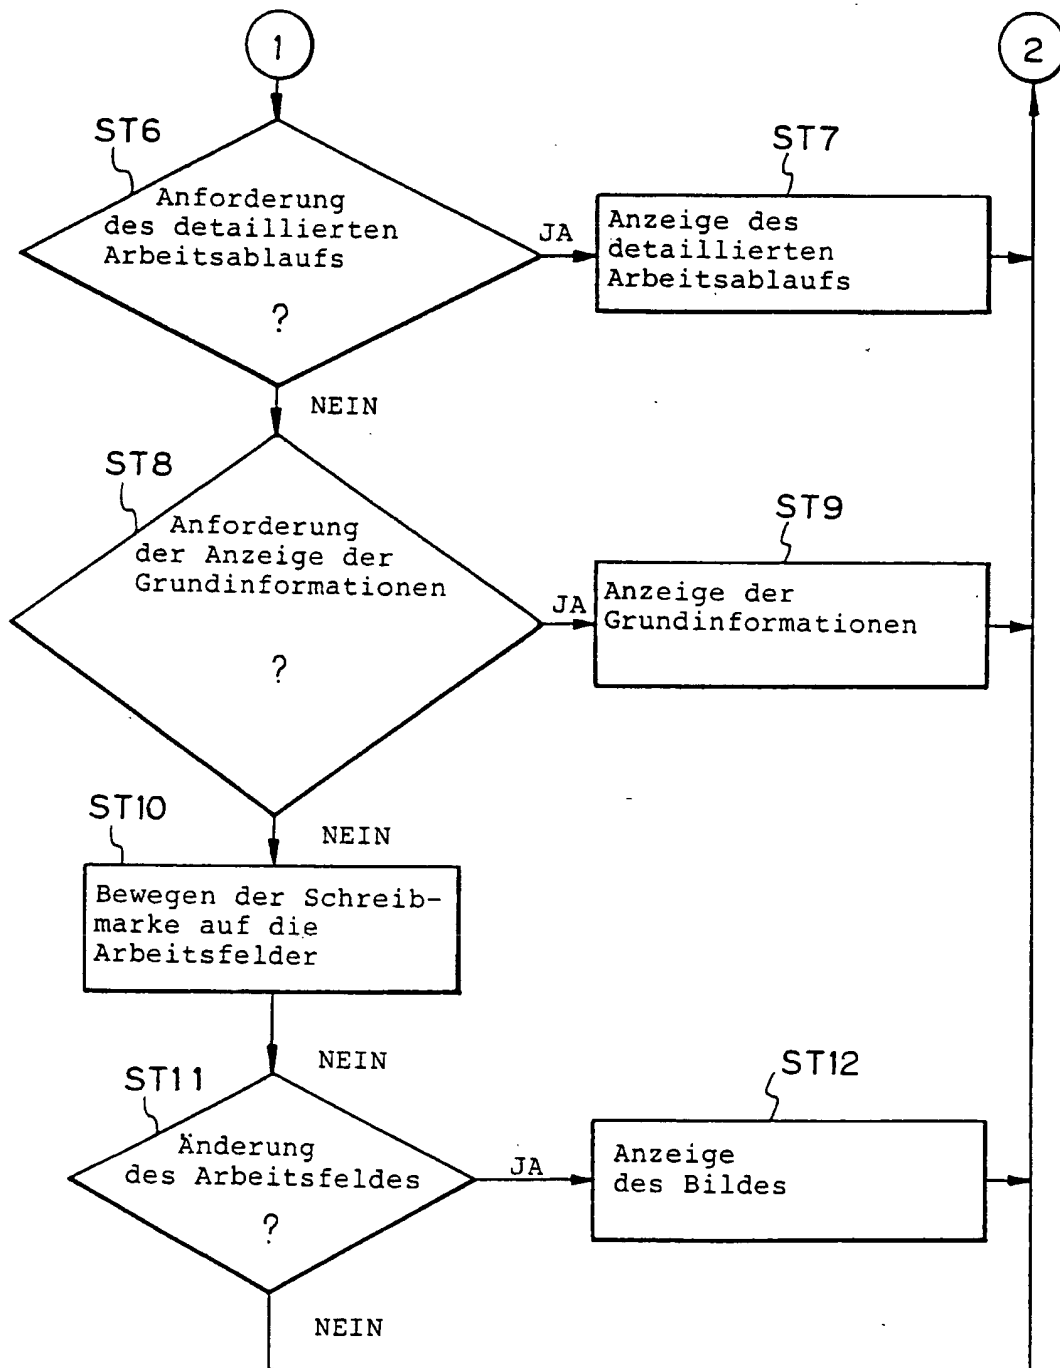 1
2
ST6
Anforderung
des detaillierten
Arbeitsablaufs
?
JA
ST7
Anzeige des
detaillierten
Arbeitsablaufs
NEIN
ST8
Anforderung
der Anzeige der
Grundinformationen
?
JA
ST9
Anzeige der
Grundinformationen
NEIN
ST10
Bewegen der Schreib-
marke auf die
Arbeitsfelder
NEIN
ST11
Änderung
des Arbeitsfeldes
?
JA
ST12
Anzeige
des Bildes
NEIN